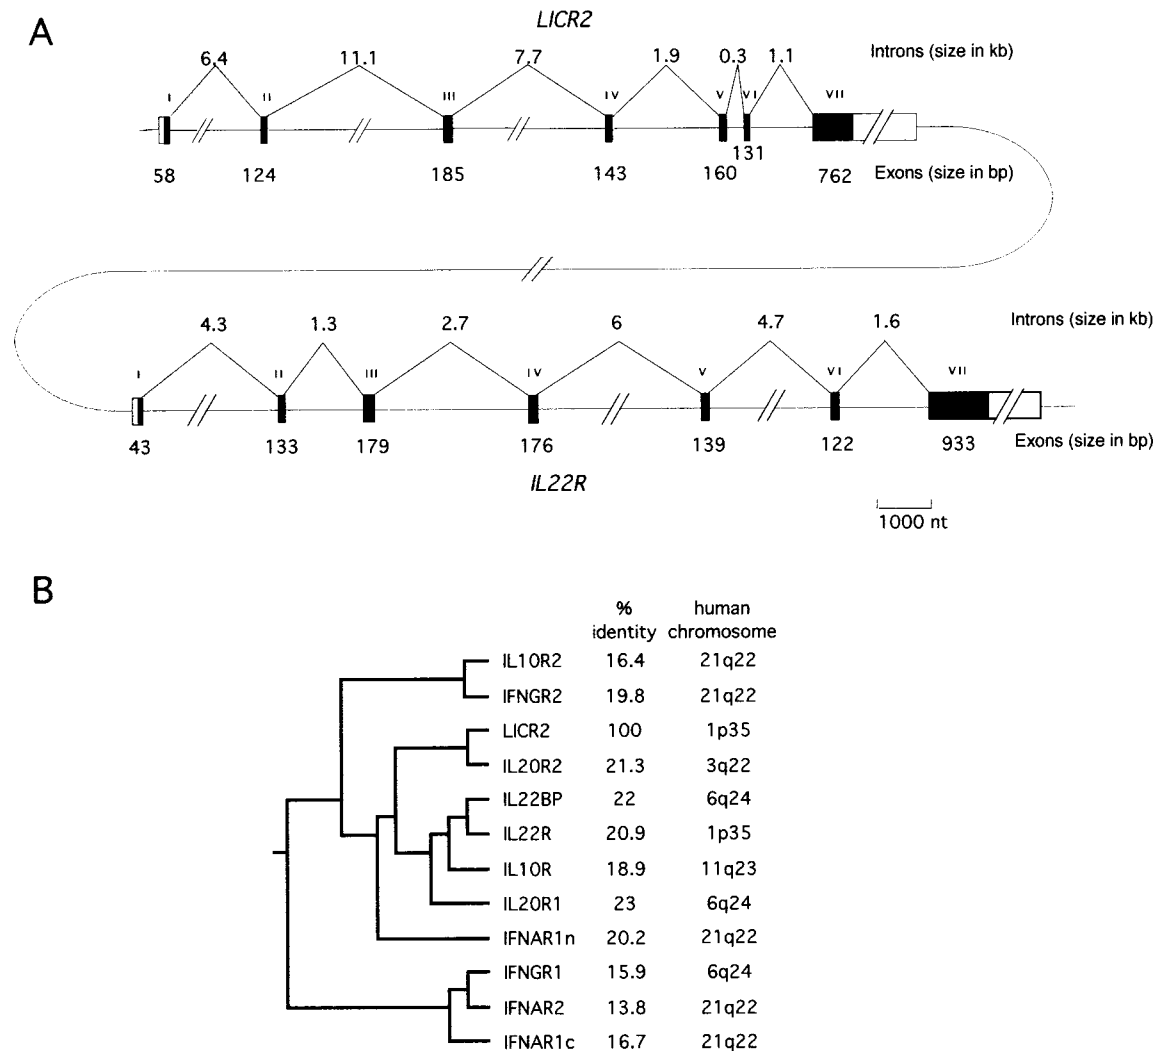 A
LICR2
6.4 11.1 7.7 1.9 0.3 1.1 Introns (size in kb)
I II III IV V VI VII
58 124 185 143 160 131 762 Exons (size in bp)
4.3 1.3 2.7 6 4.7 1.6 Introns (size in kb)
I II III IV V VI VII
43 133 179 176 139 122 933 Exons (size in bp)
IL22R
1000 nt
B
% identity human chromosome
IL10R2 16.4 21q22
IFNGR2 19.8 21q22
LICR2 100 1p35
IL20R2 21.3 3q22
IL22BP 22 6q24
IL22R 20.9 1p35
IL10R 18.9 11q23
IL20R1 23 6q24
IFNAR1n 20.2 21q22
IFNGR1 15.9 6q24
IFNAR2 13.8 21q22
IFNAR1c 16.7 21q22